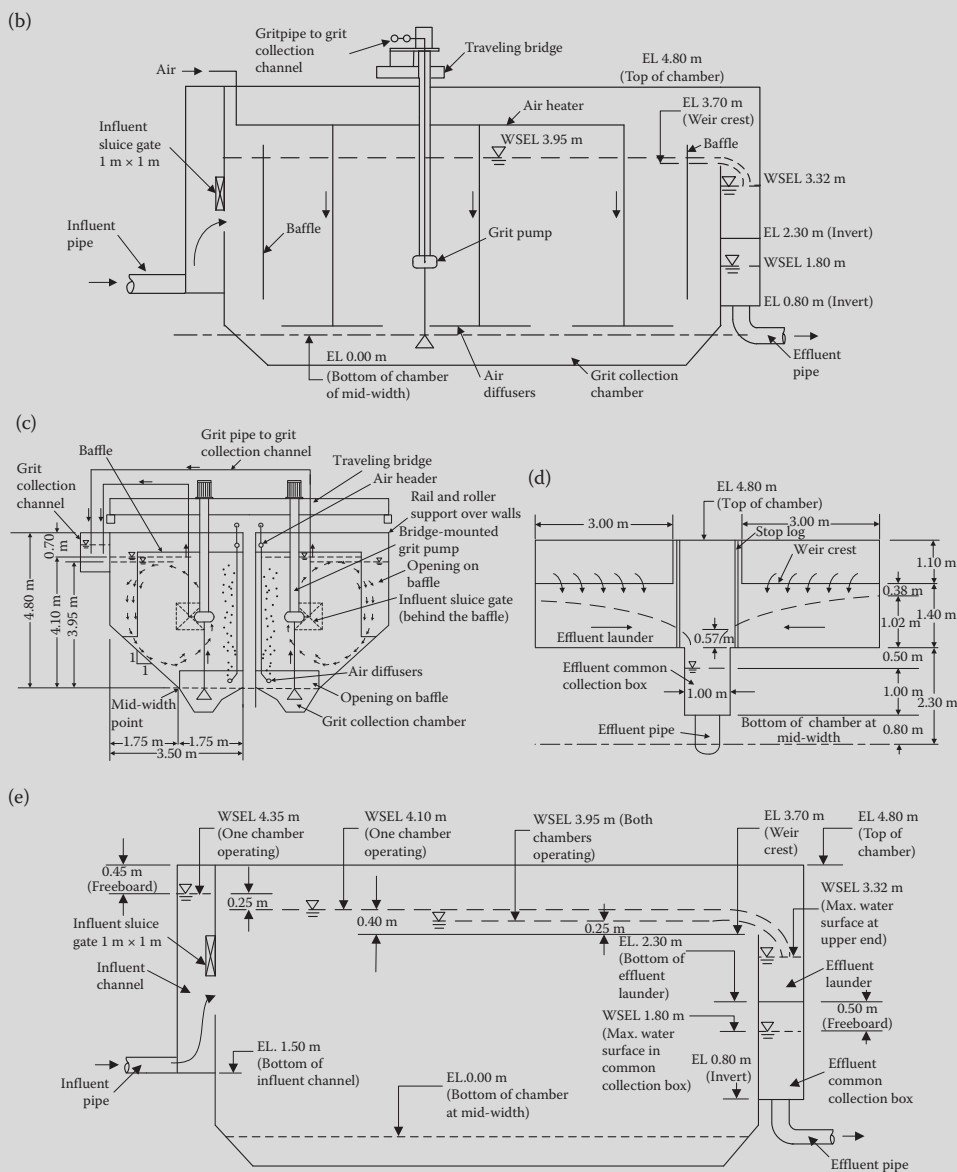 (b)
Gritpipe to grit
collection
channel
Traveling bridge
Air
EL 4.80 m
(Top of chamber)
Air heater
EL 3.70 m
(Weir crest)
Influent
sluice gate
1 m × 1 m
WSEL 3.95 m
Baffle
WSEL 3.32 m
Influent
pipe
Baffle
Grit pump
EL 2.30 m (Invert)
WSEL 1.80 m
EL 0.80 m (Invert)
EL 0.00 m
(Bottom of chamber
of mid-width)
Air
diffusers
Grit collection
chamber
Effluent
pipe
(c)
Grit pipe to grit
collection channel
Baffle
Grit
collection
channel
Traveling bridge
Air header
Rail and roller
support over walls
Bridge-mounted
grit pump
Opening on
baffle
Influent sluice gate
(behind the baffle)
0.70
m
4.80 m
4.10 m
3.95 m
1
1
Air diffusers
Opening on baffle
Mid-width
point
Grit collection chamber
1.75 m
1.75 m
3.50 m
(d)
EL 4.80 m
(Top of chamber)
3.00 m
3.00 m
Stop log
Weir crest
1.10 m
0.38 m
1.40 m
1.02 m
0.57 m
Effluent launder
0.50 m
Effluent common
collection box
1.00 m
1.00 m
2.30 m
Effluent pipe
Bottom of chamber at
mid-width
0.80 m
(e)
WSEL 4.35 m
(One chamber
operating)
WSEL 4.10 m
(One chamber
operating)
WSEL 3.95 m (Both
chambers
operating)
EL 3.70 m
(Weir
crest)
EL 4.80 m
(Top of
chamber)
0.45 m
(Freeboard)
0.25 m
0.40 m
0.25 m
WSEL 3.32 m
(Max. water
surface at
upper end)
Influent sluice
gate 1 m × 1 m
Influent
channel
EL. 2.30 m
(Bottom of
effluent
launder)
Effluent
launder
0.50 m
(Freeboard)
WSEL 1.80 m
(Max. water
surface in
common
collection box)
EL. 1.50 m
(Bottom of
influent channel)
Influent
pipe
EL 0.80 m
(Invert)
EL.0.00 m
(Bottom of chamber
at mid-width)
Effluent
common
collection box
Effluent pipe